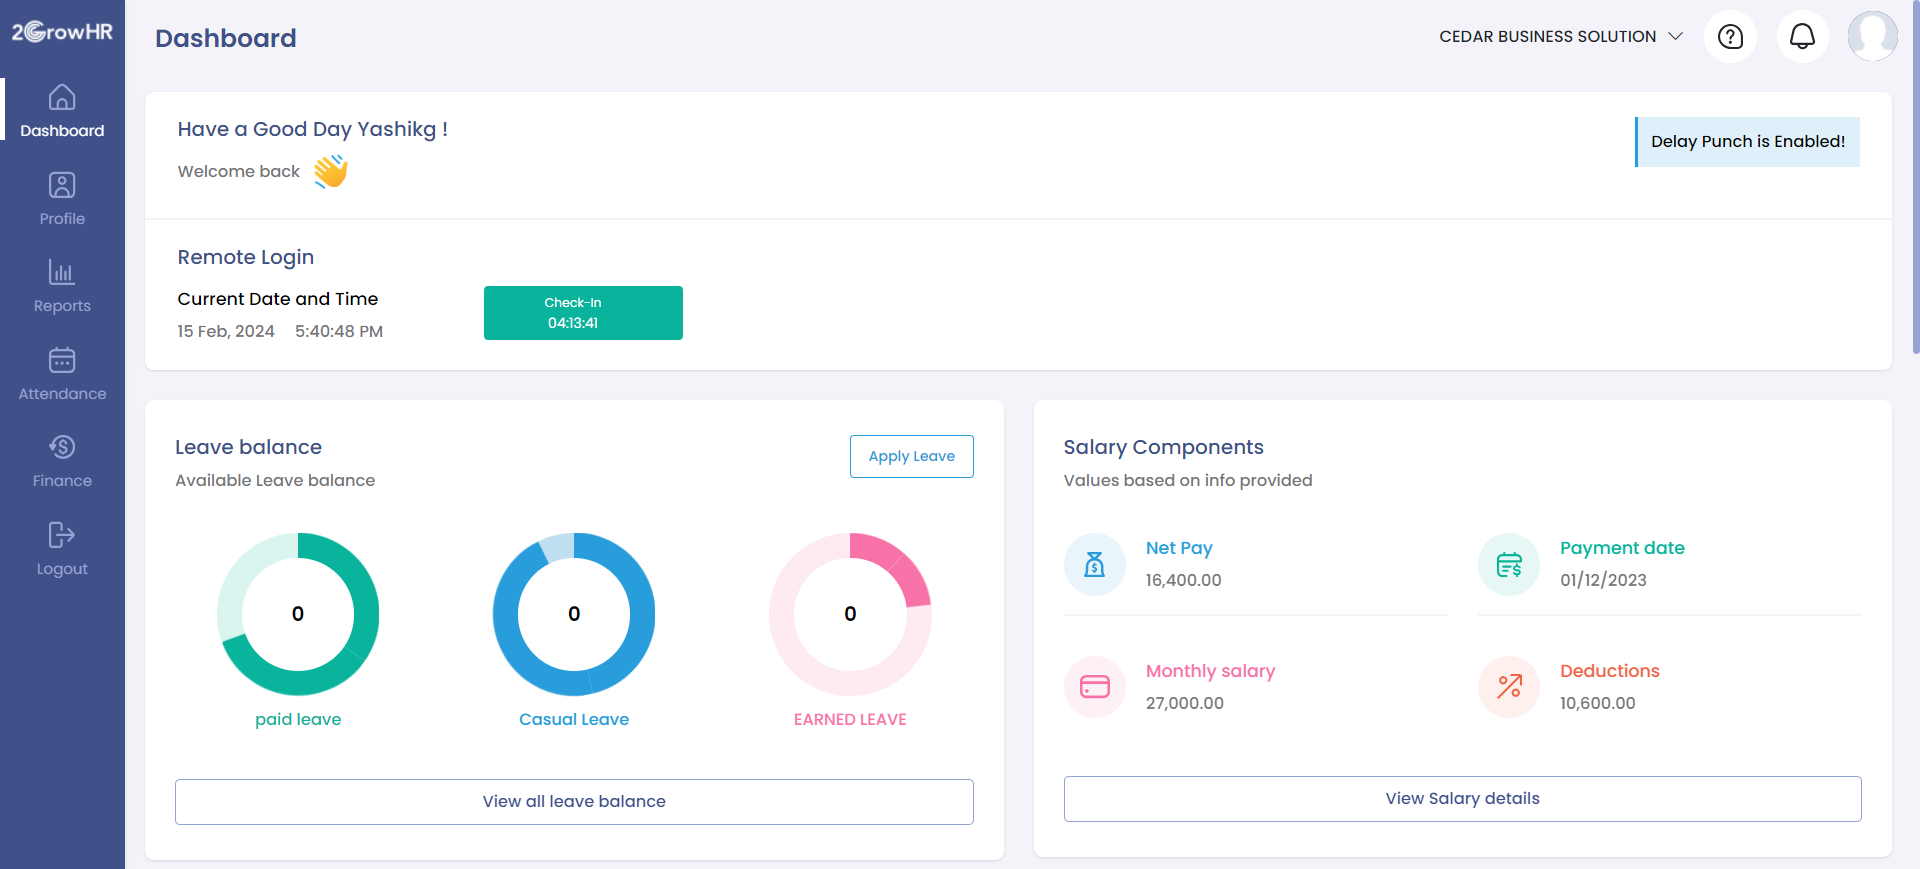 2GrowHR
Dashboard
Profile
Reports
Attendance
Finance
Logout
Dashboard
CEDAR BUSINESS SOLUTION
Have a Good Day Yashikg !
Welcome back
Delay Punch is Enabled!
Remote Login
Current Date and Time
15 Feb, 2024 5:40:48 PM
Check-In
04:13:41
Leave balance
Available Leave balance
Apply Leave
0
paid leave
0
Casual Leave
0
EARNED LEAVE
View all leave balance
Salary Components
Values based on info provided
Net Pay
16,400.00
Payment date
01/12/2023
Monthly salary
27,000.00
Deductions
10,600.00
View Salary details